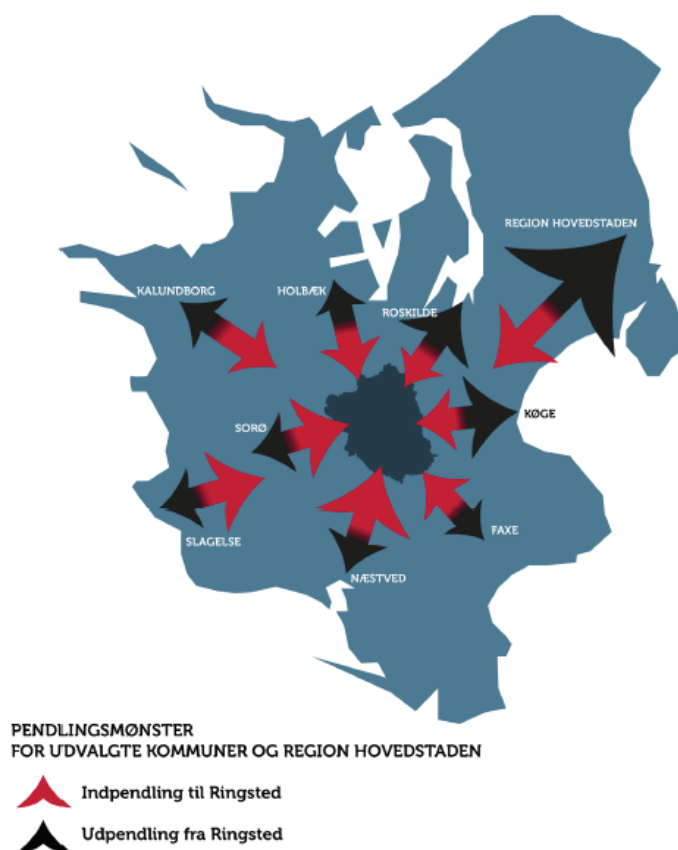 REGION HOVEDSTADEN
KALUNDBORG
HOLBÆK
ROSKILDE
KØGE
SORØ
FAXE
SLAGELSE
NÆSTVED
PENDLINGSMØNSTER
FOR UDVALGTE KOMMUNER OG REGION HOVEDSTADEN
Indpendling til Ringsted
Udpendling fra Ringsted